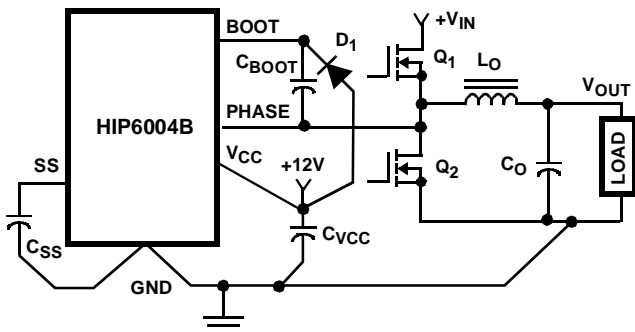 BOOT
D1
+VIN
CBOOT
Q1
LO
VOUT
PHASE
HIP6004B
VCC
SS
+12V
Q2
CO
LOAD
CVCC
CSS
GND